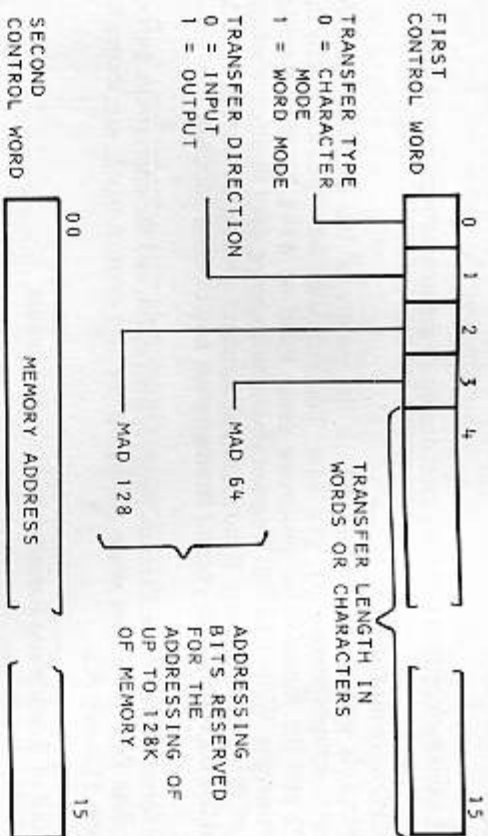 FIRST
CONTROL WORD
0
1
2
3
4
15
TRANSFER TYPE
0 = CHARACTER
MODE
1 = WORD MODE
TRANSFER DIRECTION
0 = INPUT
1 = OUTPUT
TRANSFER LENGTH IN
WORDS OR CHARACTERS
MAD 64
MAD 128
ADDRESSING
BITS RESERVED
FOR THE
ADDRESSING OF
UP TO 128K
OF MEMORY
SECOND
CONTROL WORD
00
15
MEMORY ADDRESS